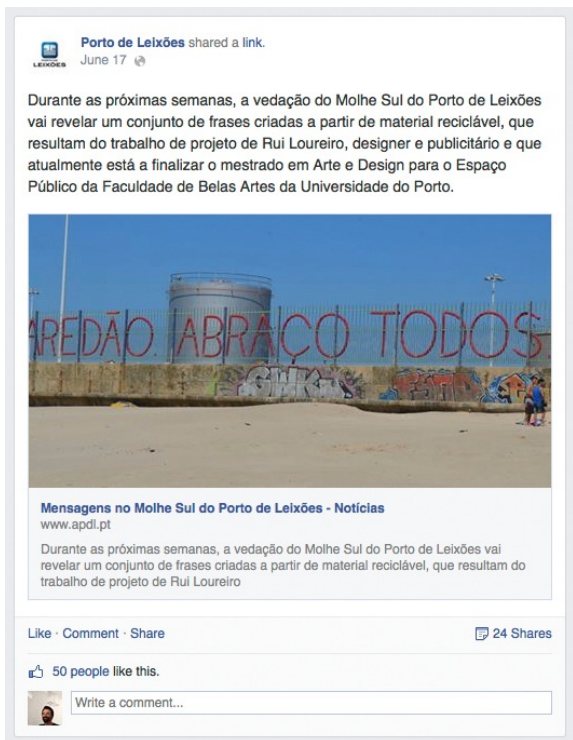 Porto de Leixões shared a link.
June 17
LEIXÕES
Durante as próximas semanas, a vedação do Molhe Sul do Porto de Leixões
vai revelar um conjunto de frases criadas a partir de material reciclável, que
resultam do trabalho de projeto de Rui Loureiro, designer e publicitário e que
atualmente está a finalizar o mestrado em Arte e Design para o Espaço
Público da Faculdade de Belas Artes da Universidade do Porto.
AREDÃO. ABRAÇO TODOS.
Mensagens no Molhe Sul do Porto de Leixões - Notícias
www.apdl.pt
Durante as próximas semanas, a vedação do Molhe Sul do Porto de Leixões vai
revelar um conjunto de frases criadas a partir de material reciclável, que resultam do
trabalho de projeto de Rui Loureiro
Like · Comment · Share
24 Shares
50 people like this.
Write a comment...